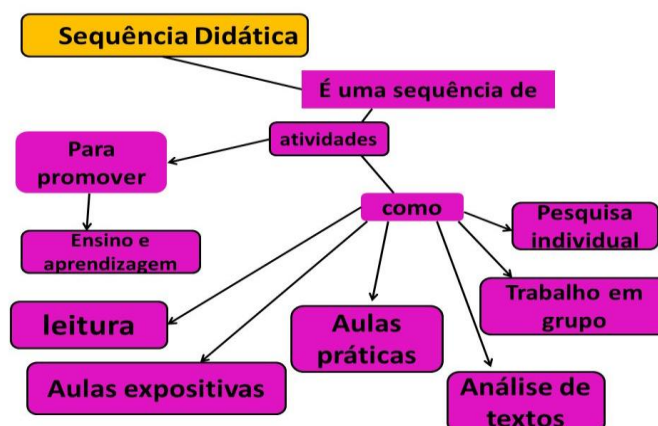 Sequência Didática
É uma sequência de
atividades
Para
promover
Ensino e
aprendizagem
como
Pesquisa
individual
Trabalho em
grupo
leitura
Aulas
práticas
Aulas expositivas
Análise de
textos